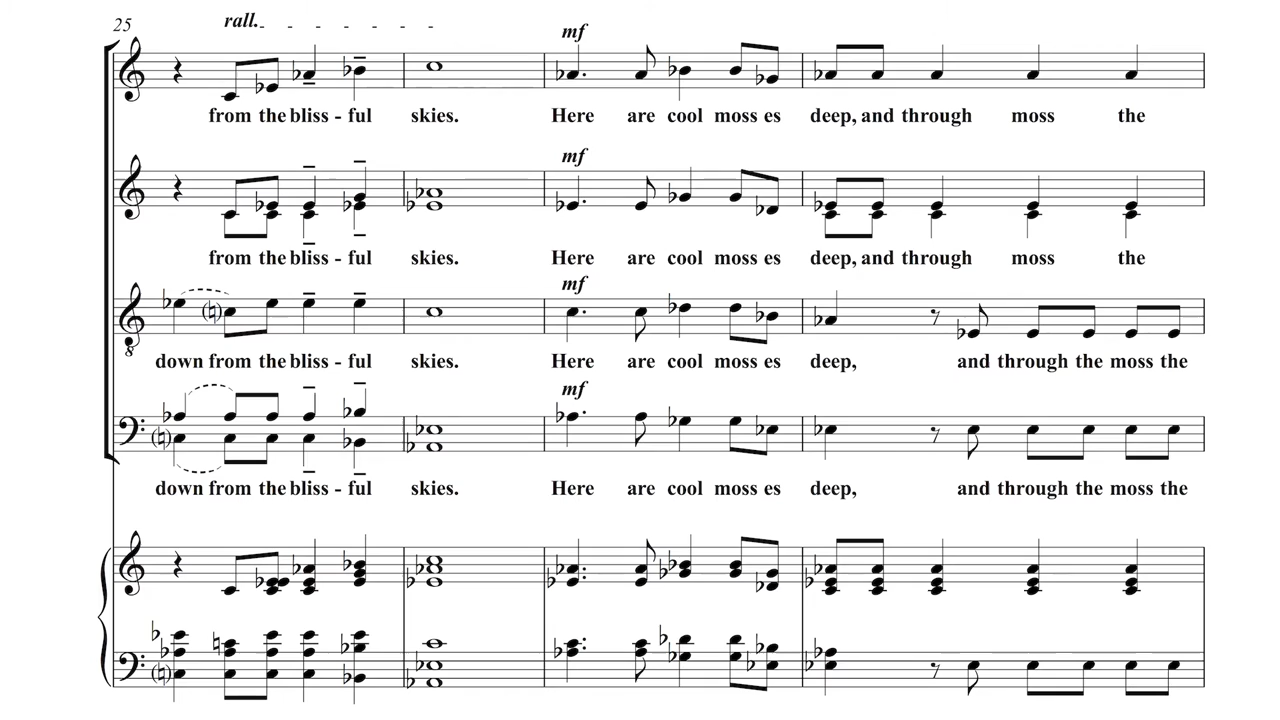 25 rall.
mf
from the bliss - ful skies. Here are cool moss es deep, and through moss the
mf
from the bliss - ful skies. Here are cool moss es deep, and through moss the
mf
down from the bliss - ful skies. Here are cool moss es deep, and through the moss the
mf
down from the bliss - ful skies. Here are cool moss es deep, and through the moss the